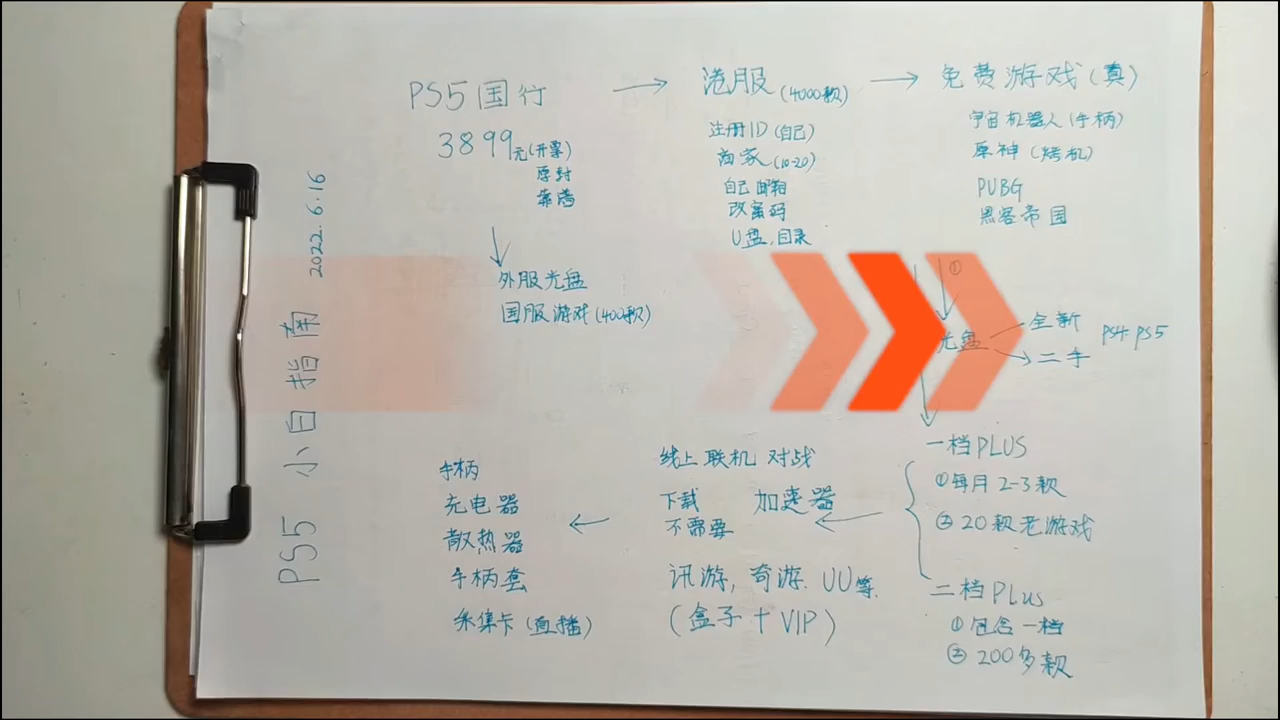 PS5 小白指南 2022.6.16
PS5国行
3899元(开票)
原封
靠谱
外服光盘
国服游戏(400款)
港服(4000款)
注册ID(自己)
商家(10-20)
自己邮箱
改密码
U盘,目录
免费游戏(真)
宇宙机器人(手柄)
原神(烤机)
PUBG
黑客帝国
①
光盘
全新
二手
PS4.PS5
一档PLUS
①每月2-3款
②20款老游戏
二档PLUS
①包含一档
②200多款
线上联机 对战
下载 加速器
不需要
讯游,奇游.UU等.
(盒子+VIP)
手柄
充电器
散热器
手柄套
采集卡(直播)